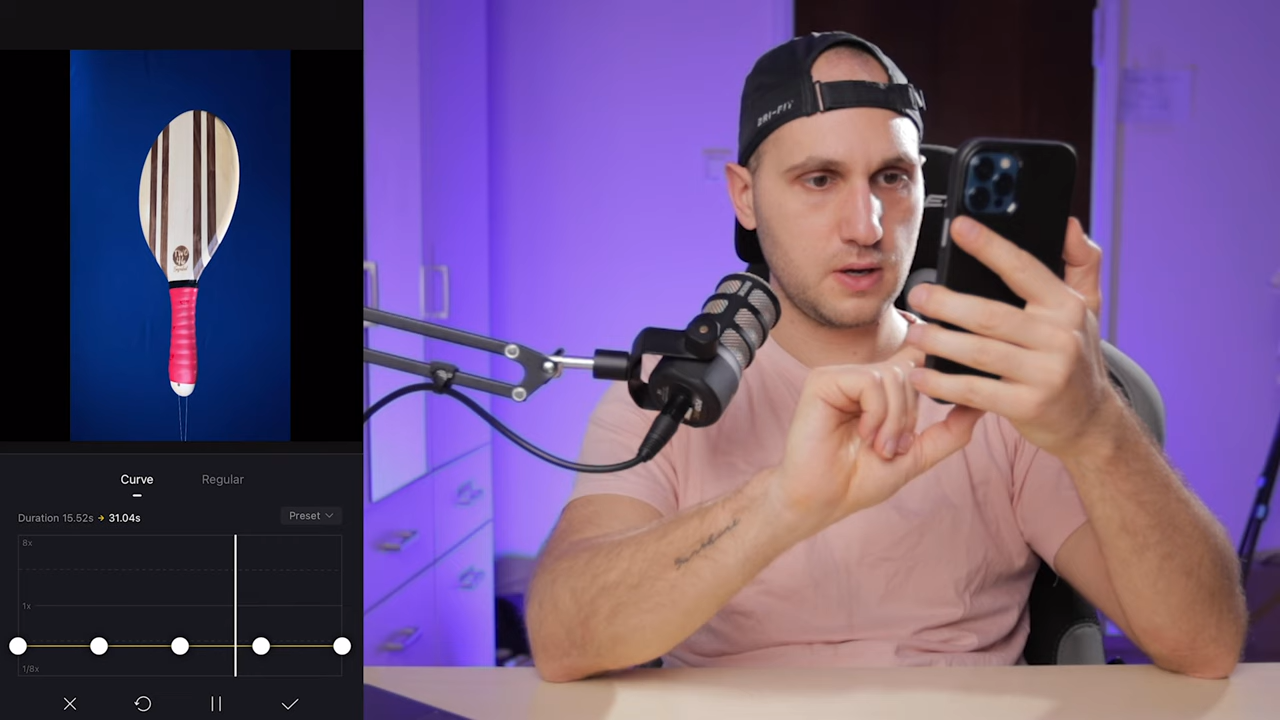 Curve Regular
Duration 15.52s → 31.04s Preset
8x
1x
1/8x
DRI-FIT